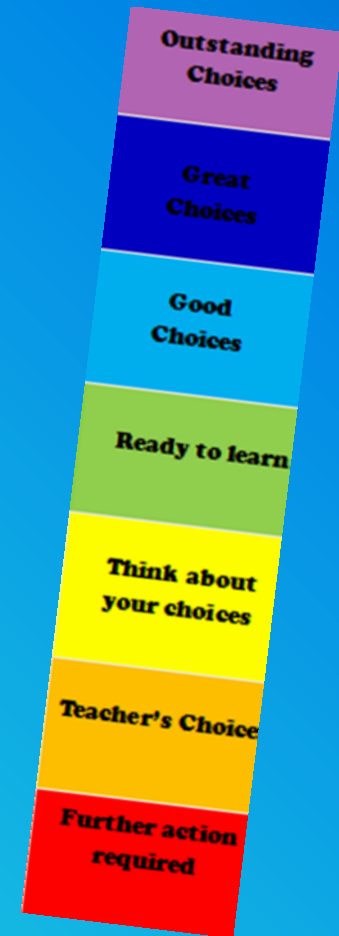 Outstanding
Choices
Great
Choices
Good
Choices
Ready to learn
Think about
your choices
Teacher's Choice
Further action
required